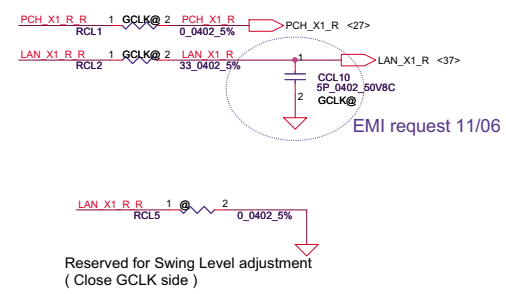 PCH_X1_R_R 1 GCLK@ 2 PCH_X1_R PCH_X1_R <27>
RCL1 0_0402_5%
LAN_X1_R_R 1 GCLK@ 2 LAN_X1_R 1 LAN_X1_R <37>
RCL2 33_0402_5%
CCL10
5P_0402_50V8C
2 GCLK@
EMI request 11/06
LAN_X1_R_R 1 @ 2
RCL5 0_0402_5%
Reserved for Swing Level adjustment
( Close GCLK side )